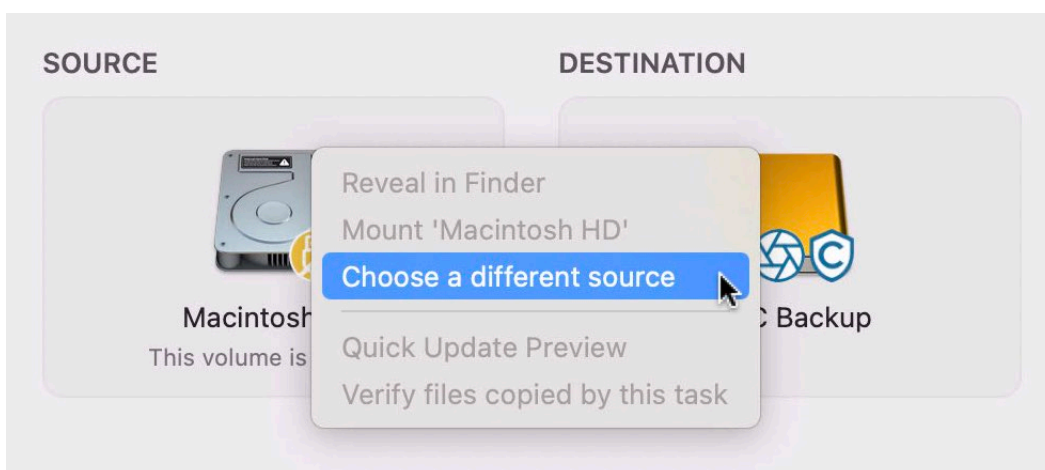 SOURCE
DESTINATION
Reveal in Finder
Mount 'Macintosh HD'
Choose a different source
Macintosh
Backup
This volume is
Quick Update Preview
Verify files copied by this task